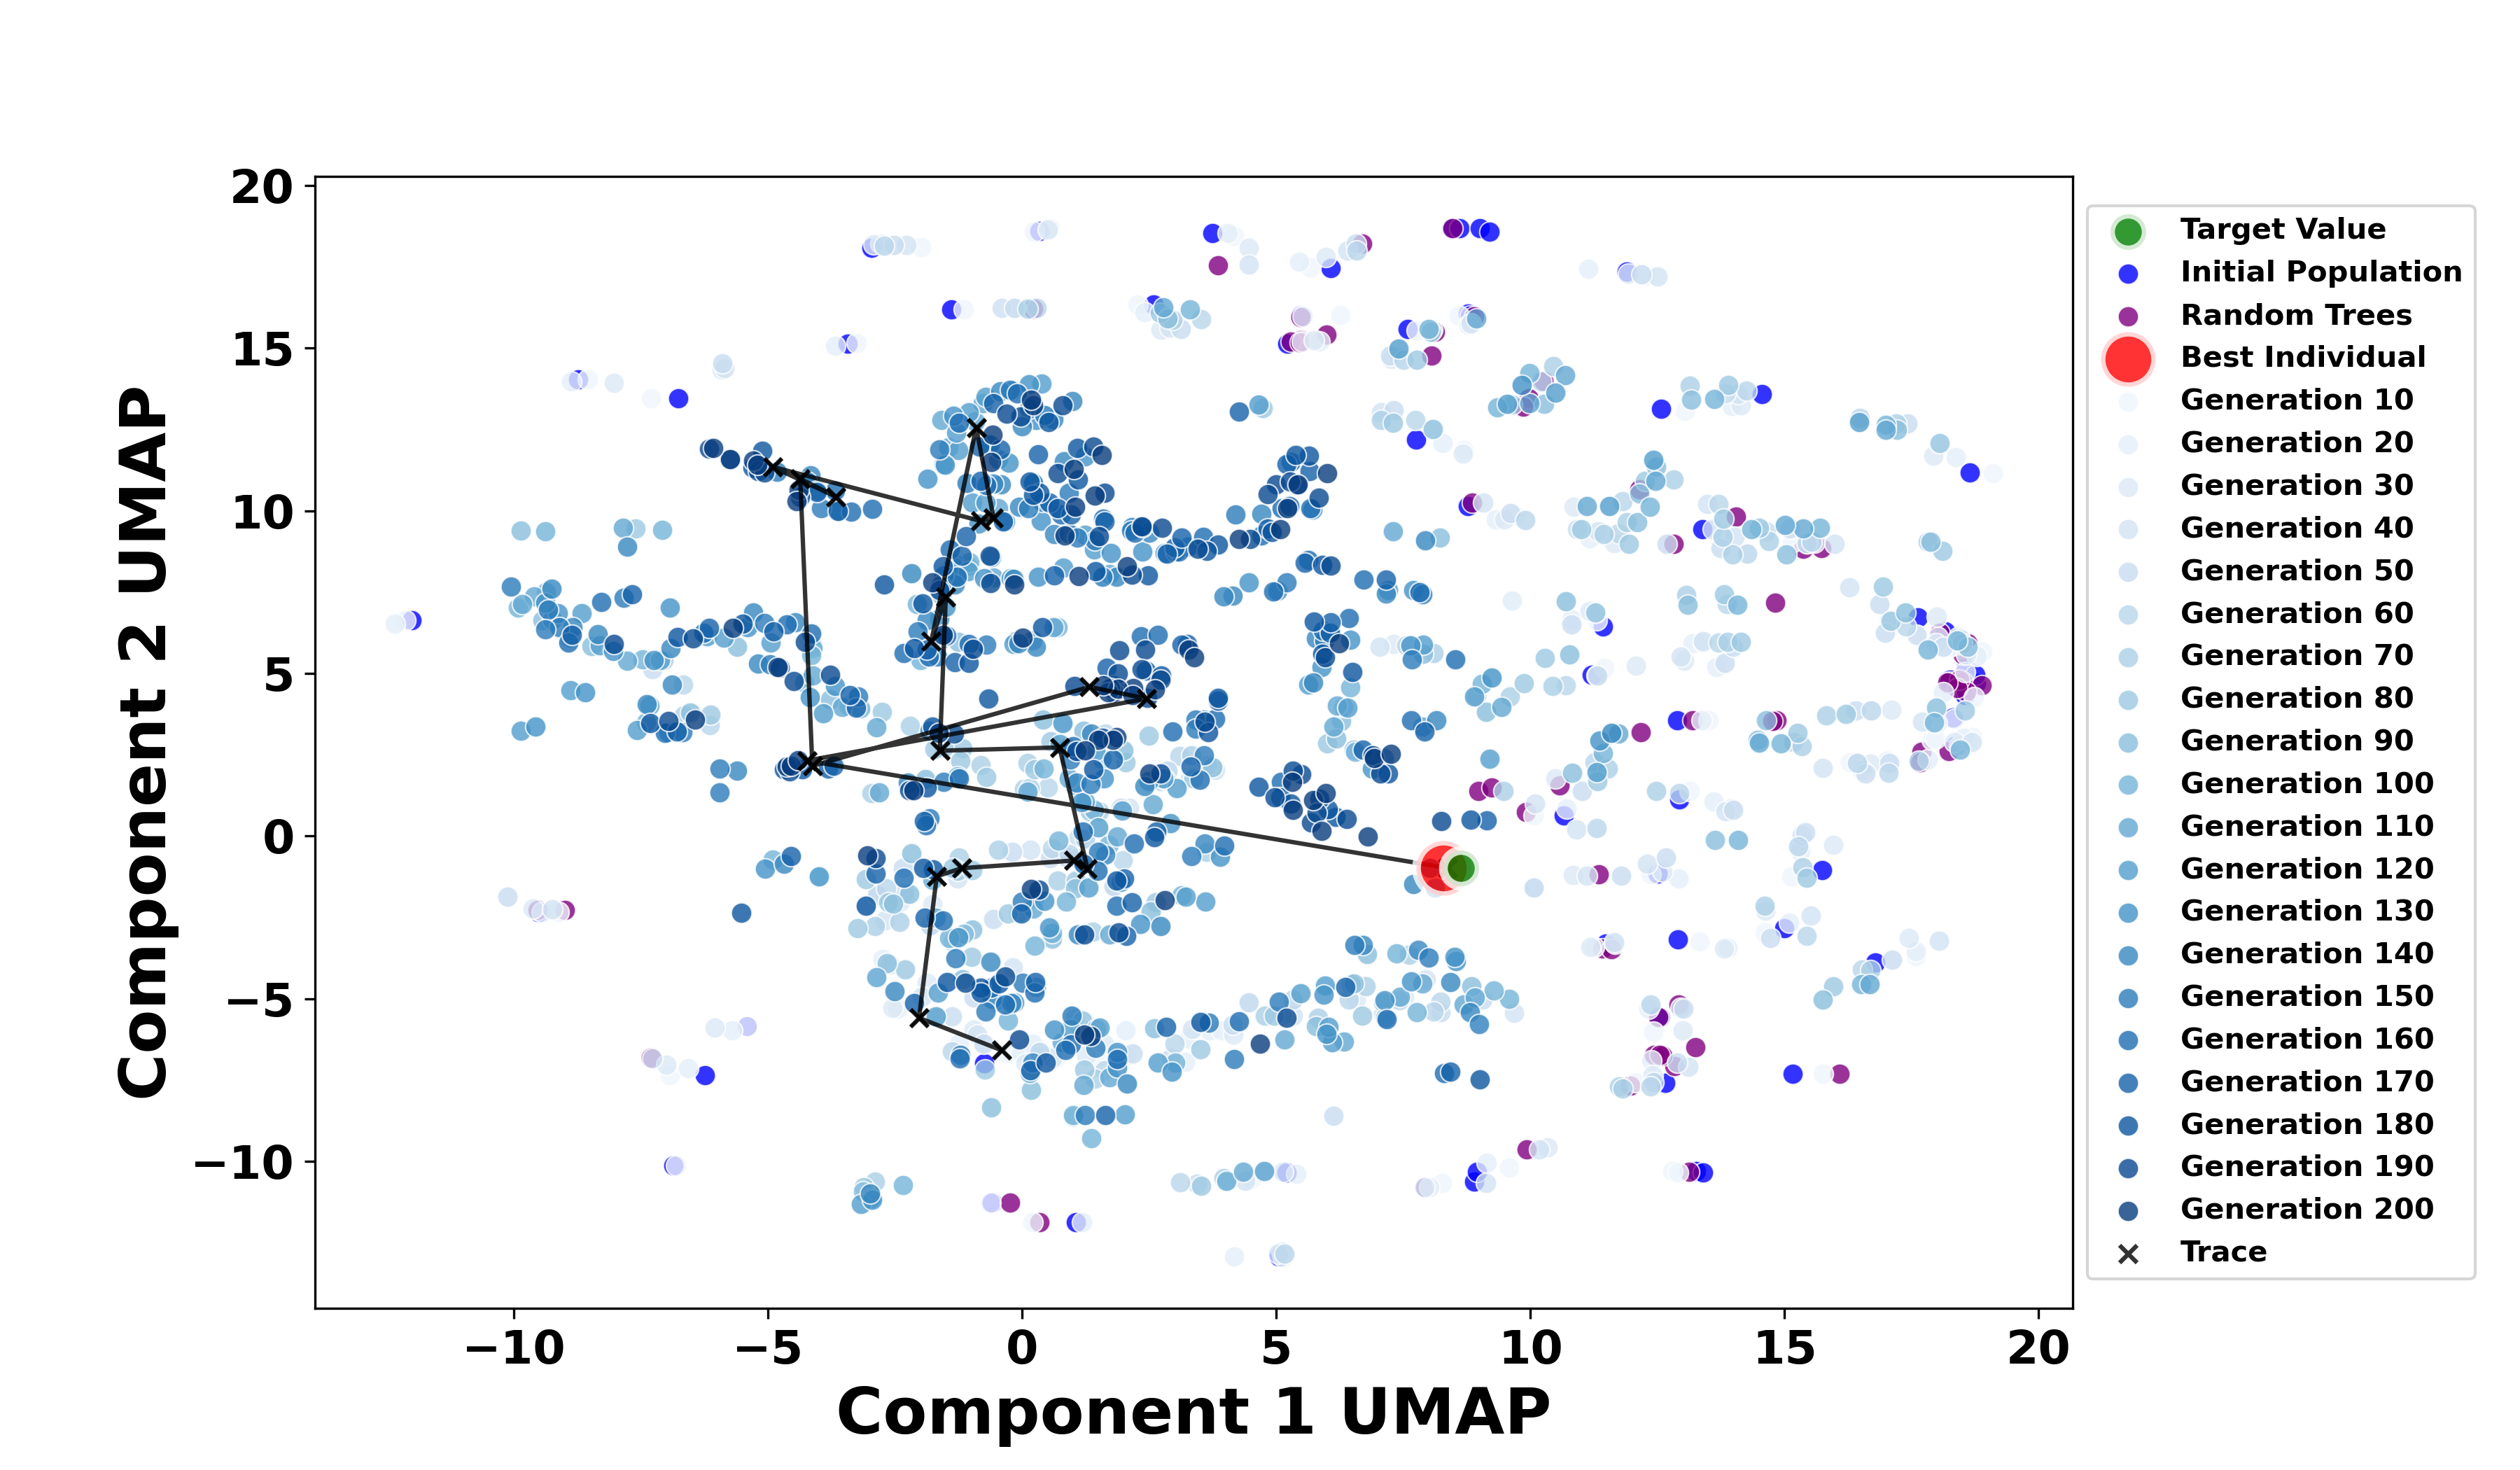 20
15
10
5
0
−5
−10
Component 2 UMAP
−10
−5
0
5
10
15
20
Component 1 UMAP
Target Value
Initial Population
Random Trees
Best Individual
Generation 10
Generation 20
Generation 30
Generation 40
Generation 50
Generation 60
Generation 70
Generation 80
Generation 90
Generation 100
Generation 110
Generation 120
Generation 130
Generation 140
Generation 150
Generation 160
Generation 170
Generation 180
Generation 190
Generation 200
Trace